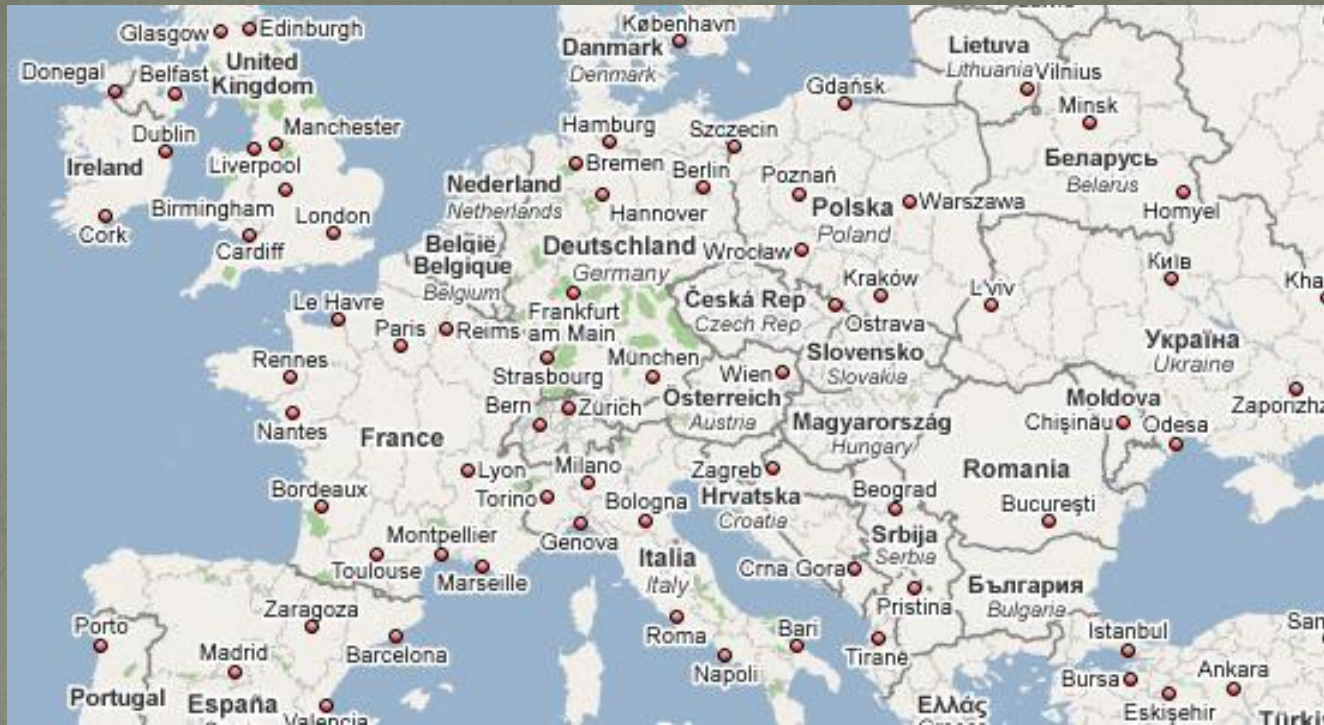 Glasgow
Edinburgh
København
Danmark
Denmark
Lietuva
Lithuania
Vilnius
Donegal
Belfast
United
Kingdom
Gdańsk
Minsk
Dublin
Manchester
Hamburg
Szczecin
Ireland
Liverpool
Bremen
Berlin
Poznań
Беларусь
Belarus
Nederland
Netherlands
Birmingham
London
Hannover
Polska
Poland
Warszawa
Homyel
Cork
Cardiff
België
Belgique
Belgium
Deutschland
Germany
Wrocław
Київ
Kraków
L'viv
Le Havre
Paris
Reims
Frankfurt
am Main
Česká Rep
Czech Rep
Ostrava
Україна
Ukraine
Rennes
Strasbourg
München
Wien
Slovensko
Slovakia
Bern
Zürich
Österreich
Austria
Moldova
Chişinău
Odesa
Nantes
France
Magyarország
Hungary
Lyon
Milano
Zagreb
Romania
Bordeaux
Torino
Bologna
Hrvatska
Croatia
Beograd
Bucureşti
Montpellier
Genova
Srbija
Serbia
Toulouse
Marseille
Italia
Italy
Crna Gora
България
Bulgaria
Pristina
Porto
Zaragoza
Roma
Bari
Istanbul
Madrid
Barcelona
Napoli
Tiranë
Bursa
Ankara
Portugal
España
Valencia
Ελλάς
Eskişehir